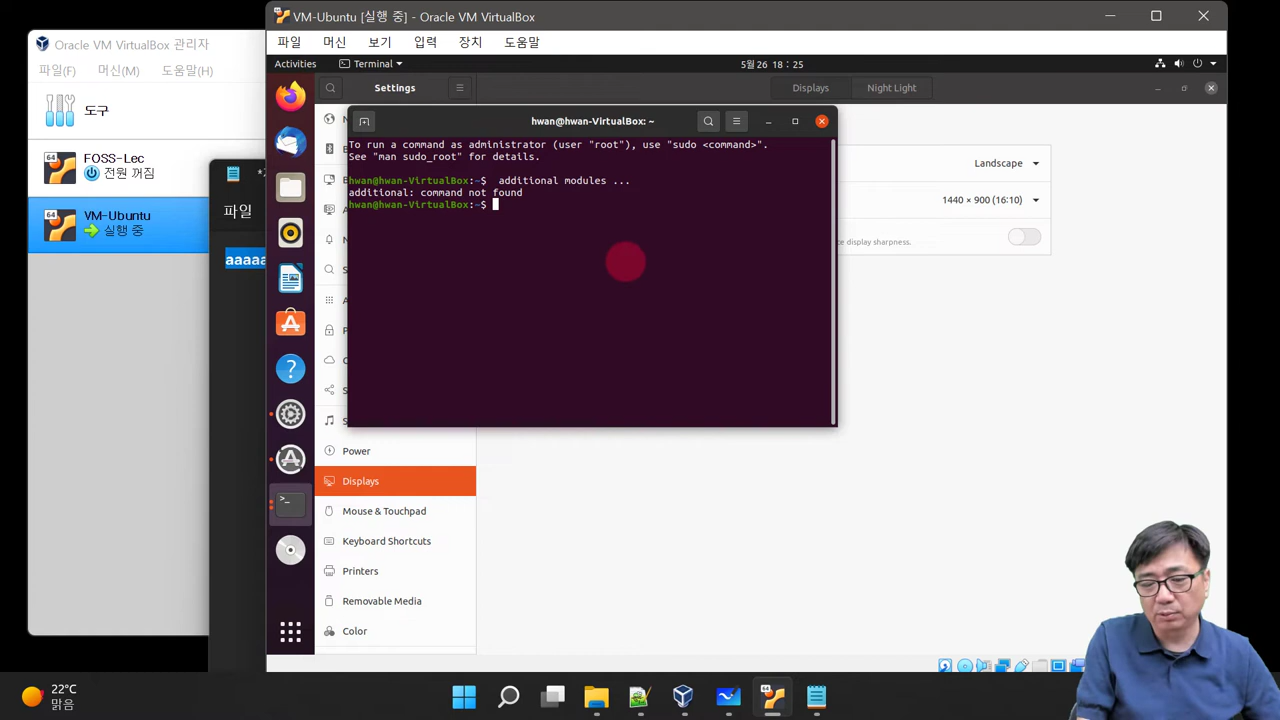 VM-Ubuntu [실행 중] - Oracle VM VirtualBox
파일 머신 보기 입력 장치 도움말
Oracle VM VirtualBox 관리자
파일(F) 머신(M) 도움말(H)
도구
FOSS-Lec
전원 꺼짐
VM-Ubuntu
실행 중
파일
aaaaa
Activities Terminal 5월 26 18 : 25
Settings Displays Night Light
hwan@hwan-VirtualBox: ~
To run a command as administrator (user "root"), use "sudo <command>".
See "man sudo_root" for details.
hwan@hwan-VirtualBox:~$  additional modules ...
additional: command not found
hwan@hwan-VirtualBox:~$
Landscape
1440 × 900 (16:10)
ce display sharpness.
Power
Displays
Mouse & Touchpad
Keyboard Shortcuts
Printers
Removable Media
Color
22°C
맑음